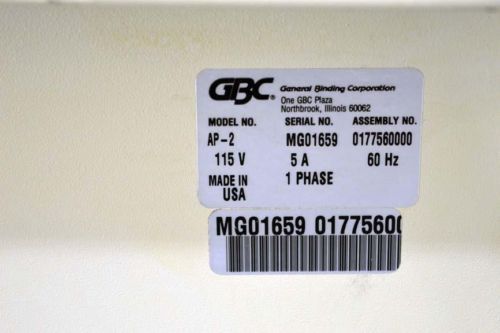 GBC® General Binding Corporation
One GBC Plaza
Northbrook, Illinois 60062
MODEL NO. SERIAL NO. ASSEMBLY NO.
AP-2 MG01659 0177560000
115 V 5 A 60 Hz
MADE IN 1 PHASE
USA
MG01659 01775600